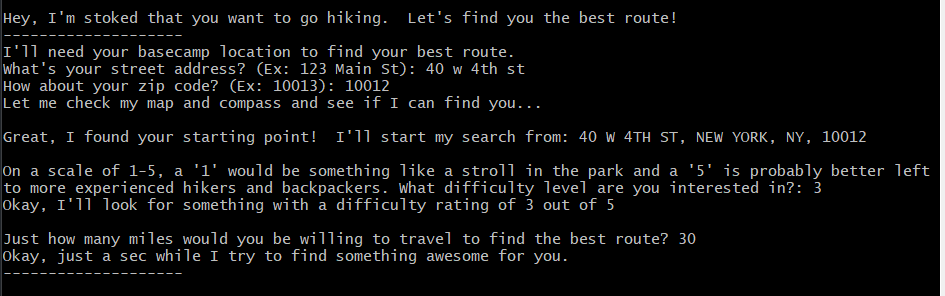 Hey, I'm stoked that you want to go hiking.  Let's find you the best route!
--------------------
I'll need your basecamp location to find your best route.
What's your street address? (Ex: 123 Main St): 40 w 4th st
How about your zip code? (Ex: 10013): 10012
Let me check my map and compass and see if I can find you...
Great, I found your starting point!  I'll start my search from: 40 W 4TH ST, NEW YORK, NY, 10012
On a scale of 1-5, a '1' would be something like a stroll in the park and a '5' is probably better left
to more experienced hikers and backpackers. What difficulty level are you interested in?: 3
Okay, I'll look for something with a difficulty rating of 3 out of 5
Just how many miles would you be willing to travel to find the best route? 30
Okay, just a sec while I try to find something awesome for you.
--------------------